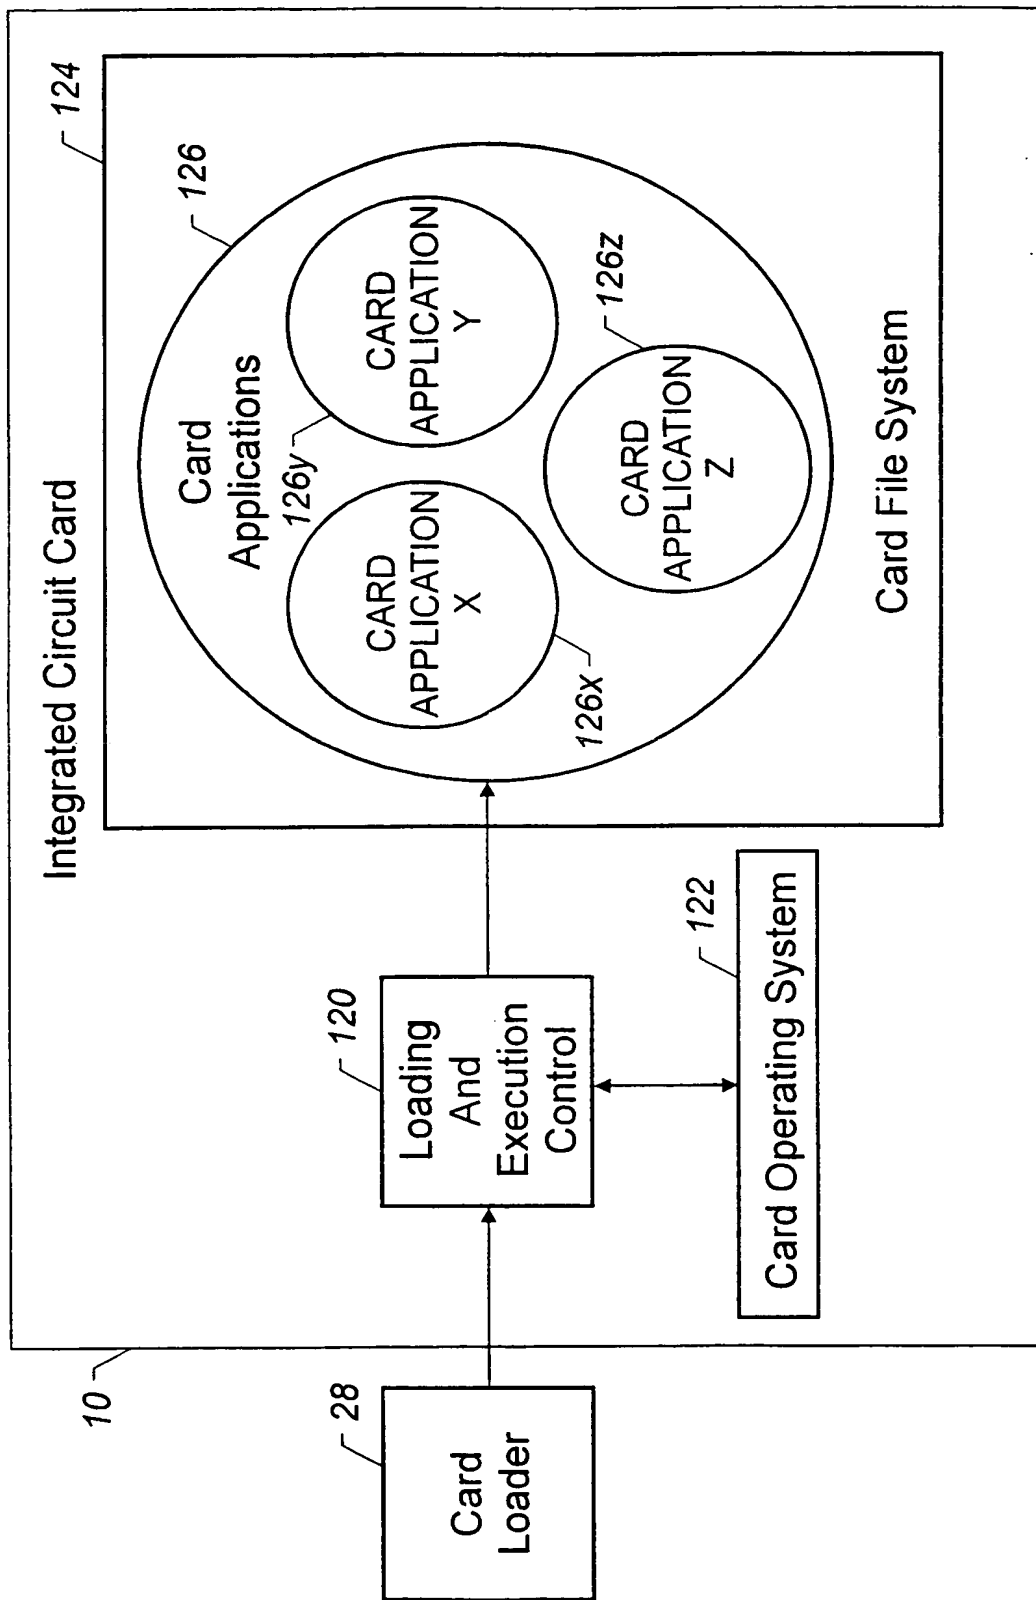 Integrated Circuit Card
10
28
Card
Loader
120
Loading
And
Execution
Control
122
Card Operating System
124
126
Card
Applications
126x
CARD
APPLICATION
X
126y
CARD
APPLICATION
Y
126z
CARD
APPLICATION
Z
Card File System